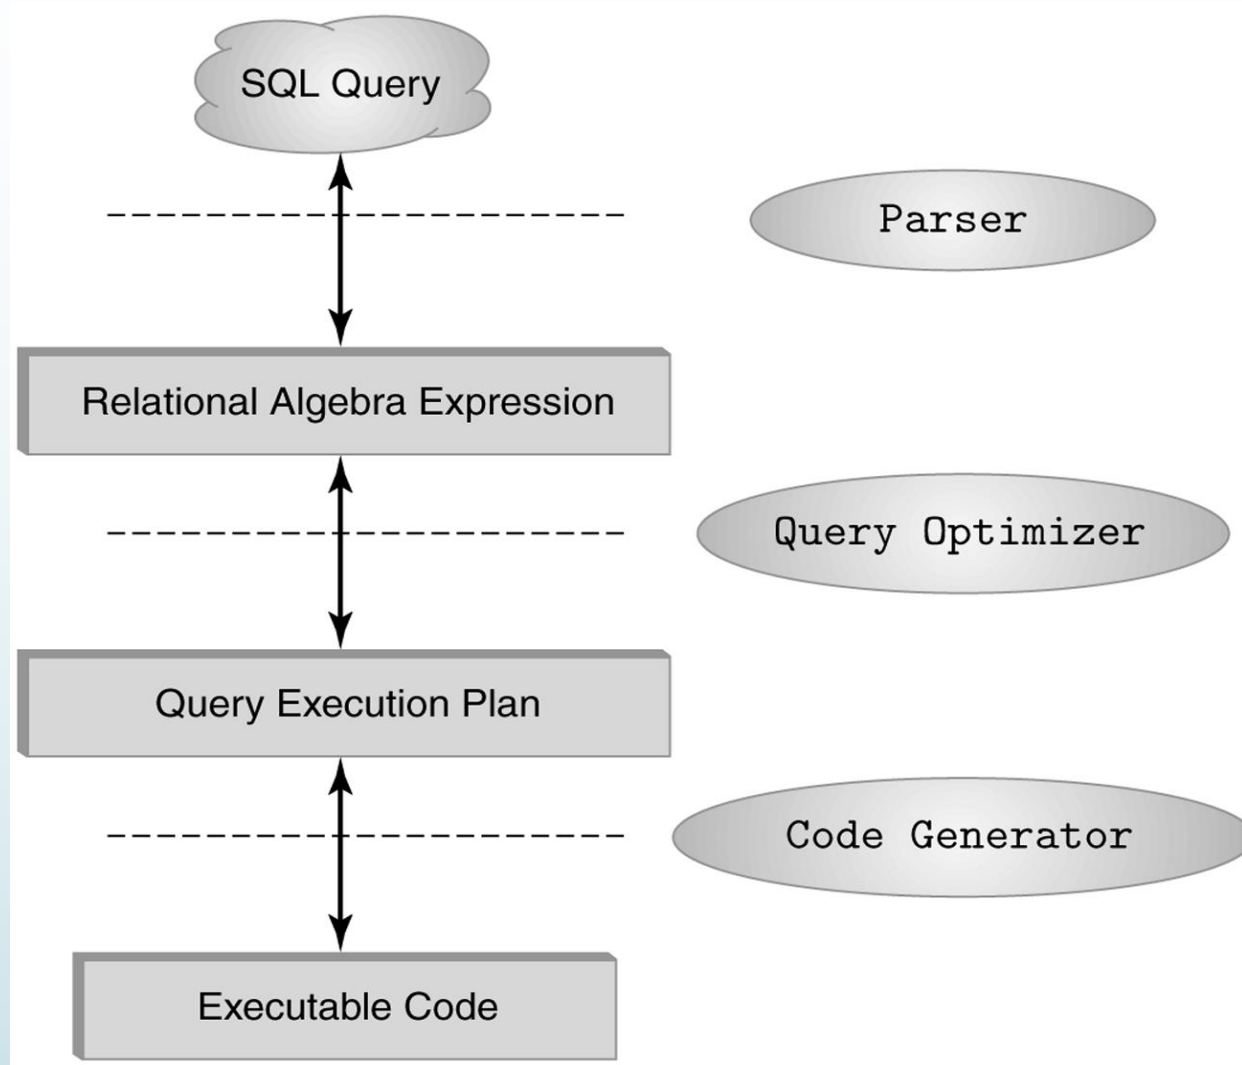 SQL Query
Parser
Relational Algebra Expression
Query Optimizer
Query Execution Plan
Code Generator
Executable Code